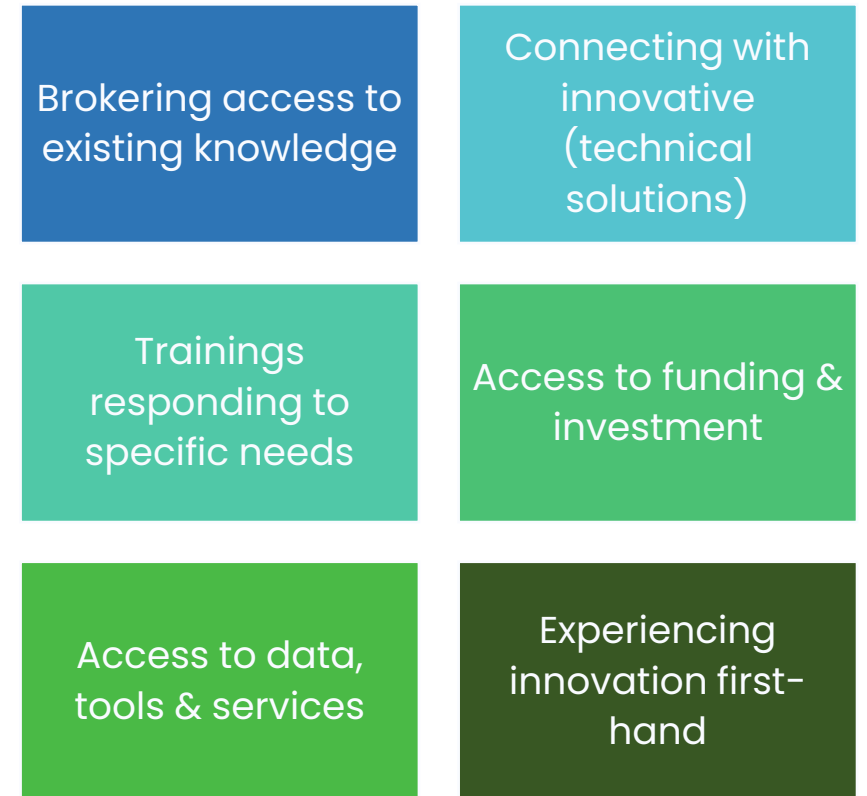 Brokering access to
existing knowledge
Connecting with
innovative
(technical
solutions)
Trainings
responding to
specific needs
Access to funding &
investment
Access to data,
tools & services
Experiencing
innovation first-
hand